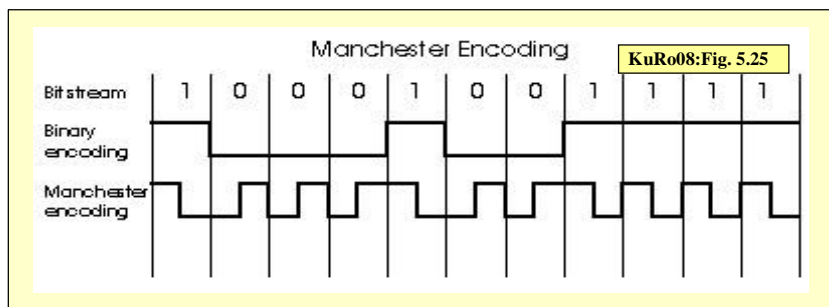 Manchester Encoding
KuRo08:Fig. 5.25
Bit stream 1 0 0 0 1 0 0 1 1 1 1
Binary
encoding
Manchester
encoding